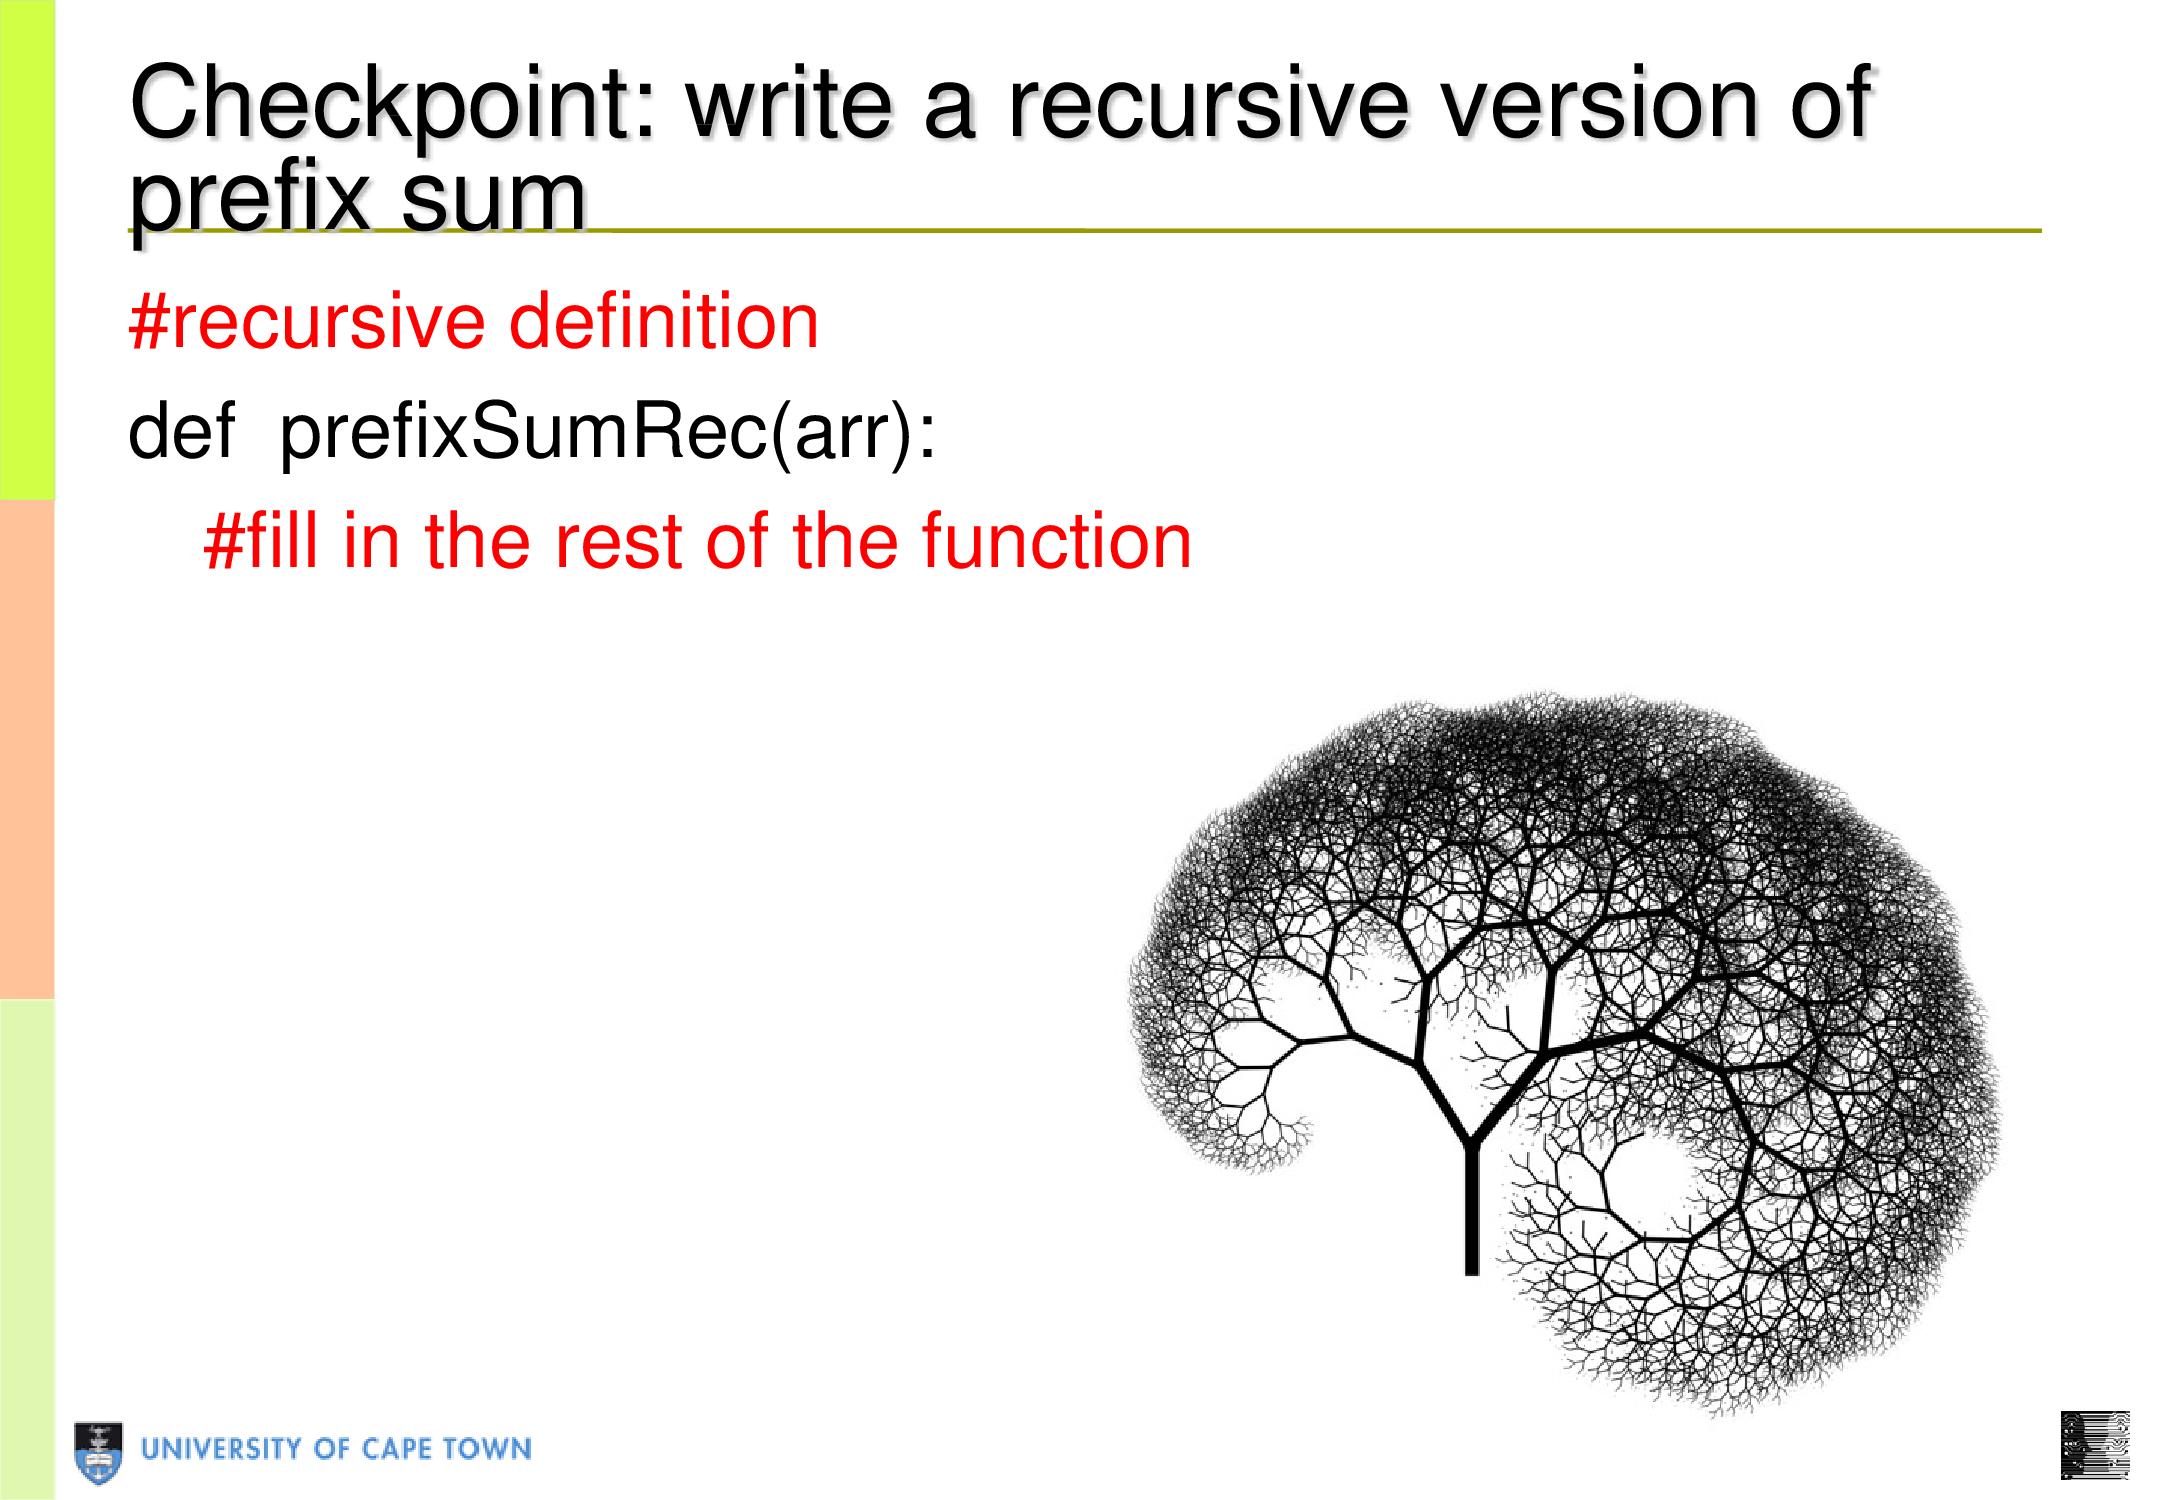 Checkpoint: write a recursive version of
prefix sum
#recursive definition
def prefixSumRec(arr):
#fill in the rest of the function
UNIVERSITY OF CAPE TOWN